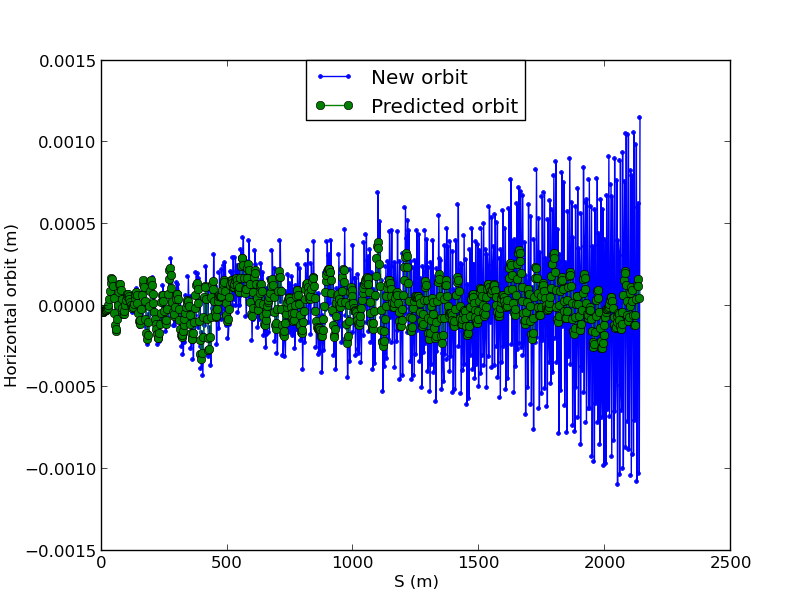 0.0015
0.0010
0.0005
0.0000
−0.0005
−0.0010
−0.0015
Horizontal orbit (m)
New orbit
Predicted orbit
0 500 1000 1500 2000 2500
S (m)